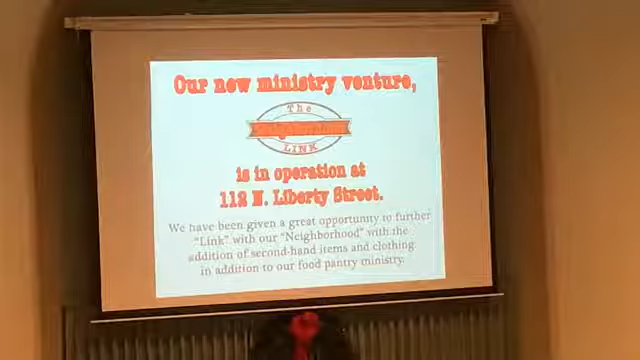 Our new ministry venture,
The
Neighborhood
LINK
is in operation at
112 N. Liberty Street.
We have been given a great opportunity to further
"Link" with our "Neighborhood" with the
addition of second-hand items and clothing
in addition to our food pantry ministry.